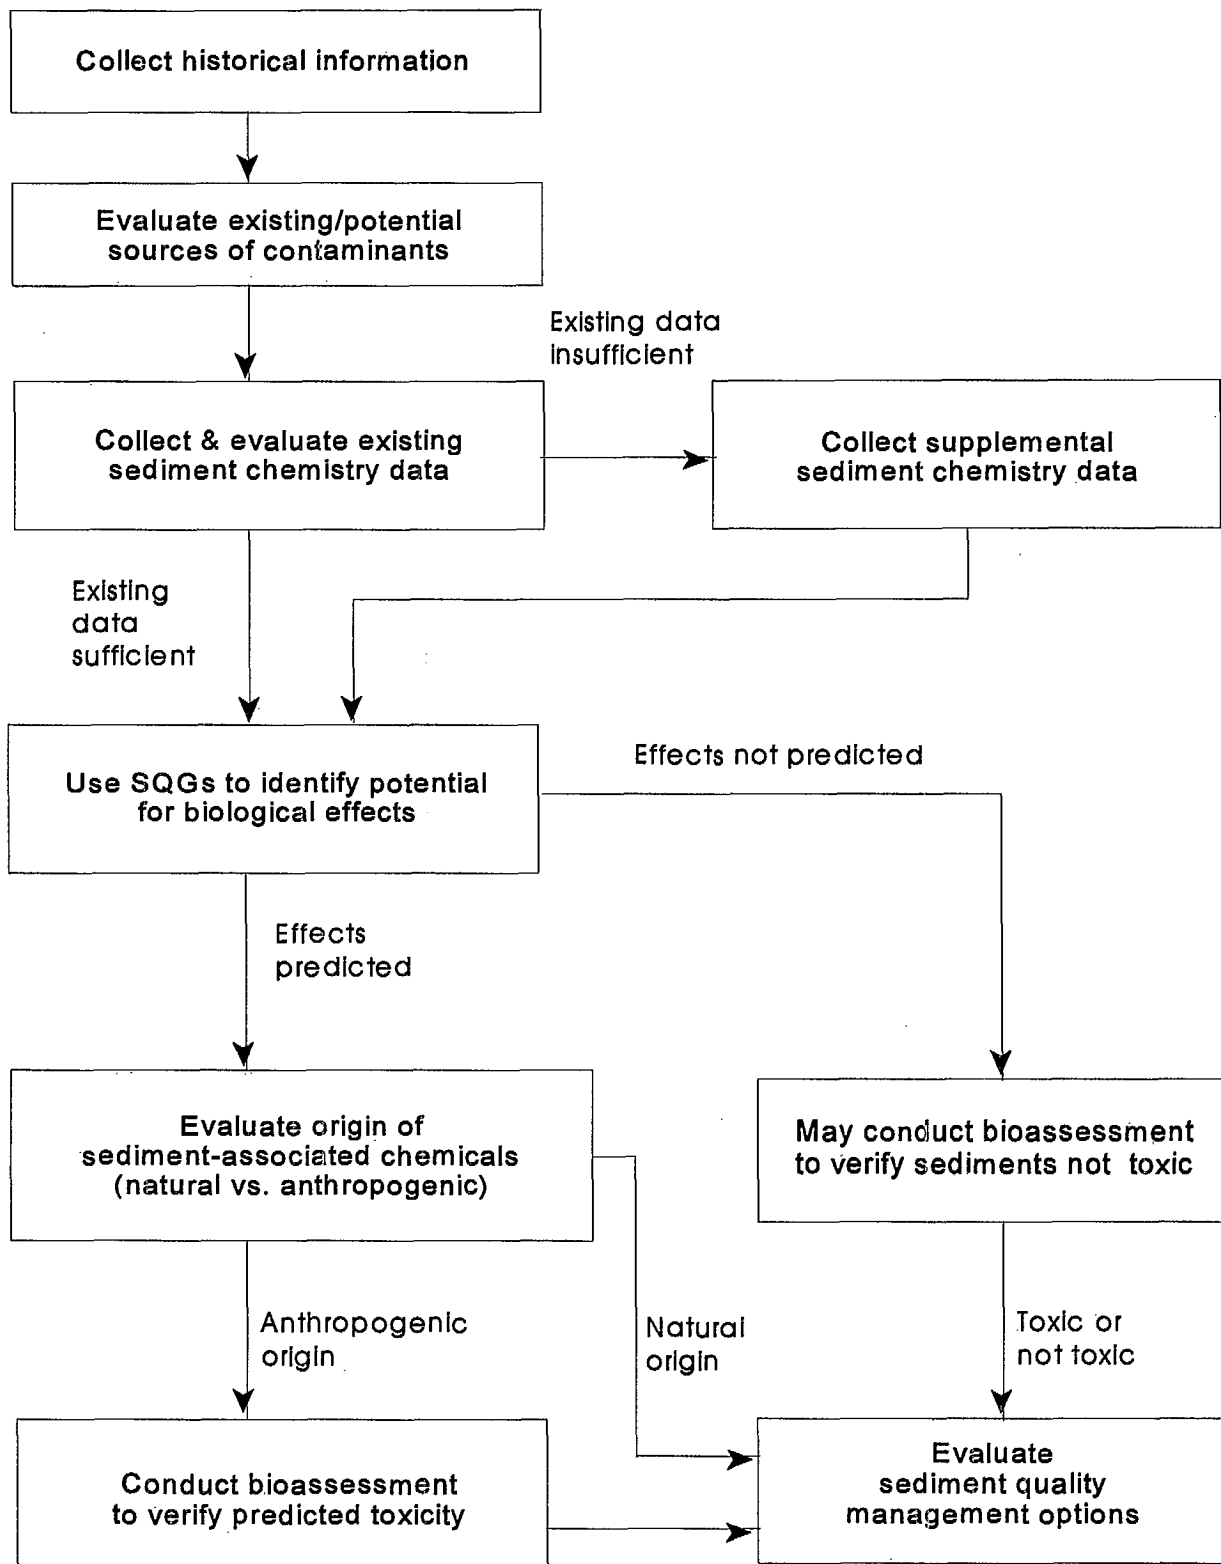 Collect historical information
Evaluate existing/potential
sources of contaminants
Existing data
insufficient
Collect & evaluate existing
sediment chemistry data
Collect supplemental
sediment chemistry data
Existing
data
sufficient
Use SQGs to identify potential
for biological effects
Effects not predicted
Effects
predicted
Evaluate origin of
sediment-associated chemicals
(natural vs. anthropogenic)
May conduct bioassessment
to verify sediments not toxic
Anthropogenic
origin
Natural
origin
Toxic or
not toxic
Conduct bioassessment
to verify predicted toxicity
Evaluate
sediment quality
management options